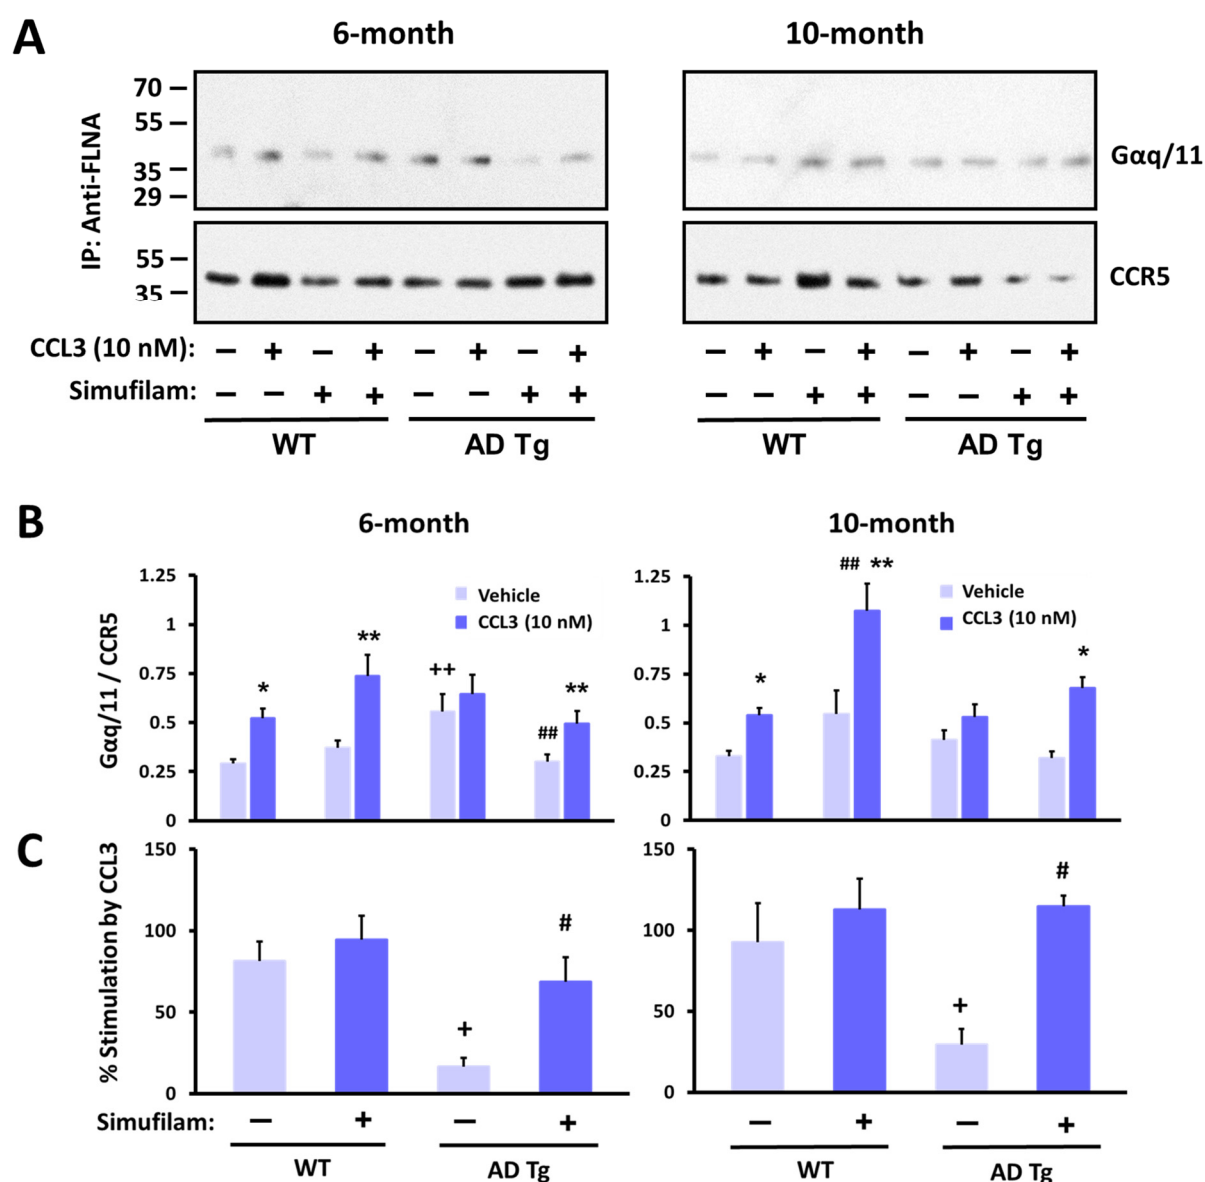 A
6-month 10-month
IP: Anti-FLNA
70
55
35
29
Gαq/11
55
35
CCR5
CCL3 (10 nM): − + − + − + − + − + − + − + − +
Simufilam: − − + + − − + + − − + + − − + +
WT AD Tg WT AD Tg
B
6-month 10-month
Gαq/11 / CCR5
1.25
1
0.75
0.5
0.25
0
Vehicle
CCL3 (10 nM)
* ** ++ ## **
1.25
1
0.75
0.5
0.25
0
Vehicle
CCL3 (10 nM)
* ## ** *
C
% Stimulation by CCL3
150
100
50
0
+ #
150
100
50
0
+ #
Simufilam: − + − + − + − +
WT AD Tg WT AD Tg